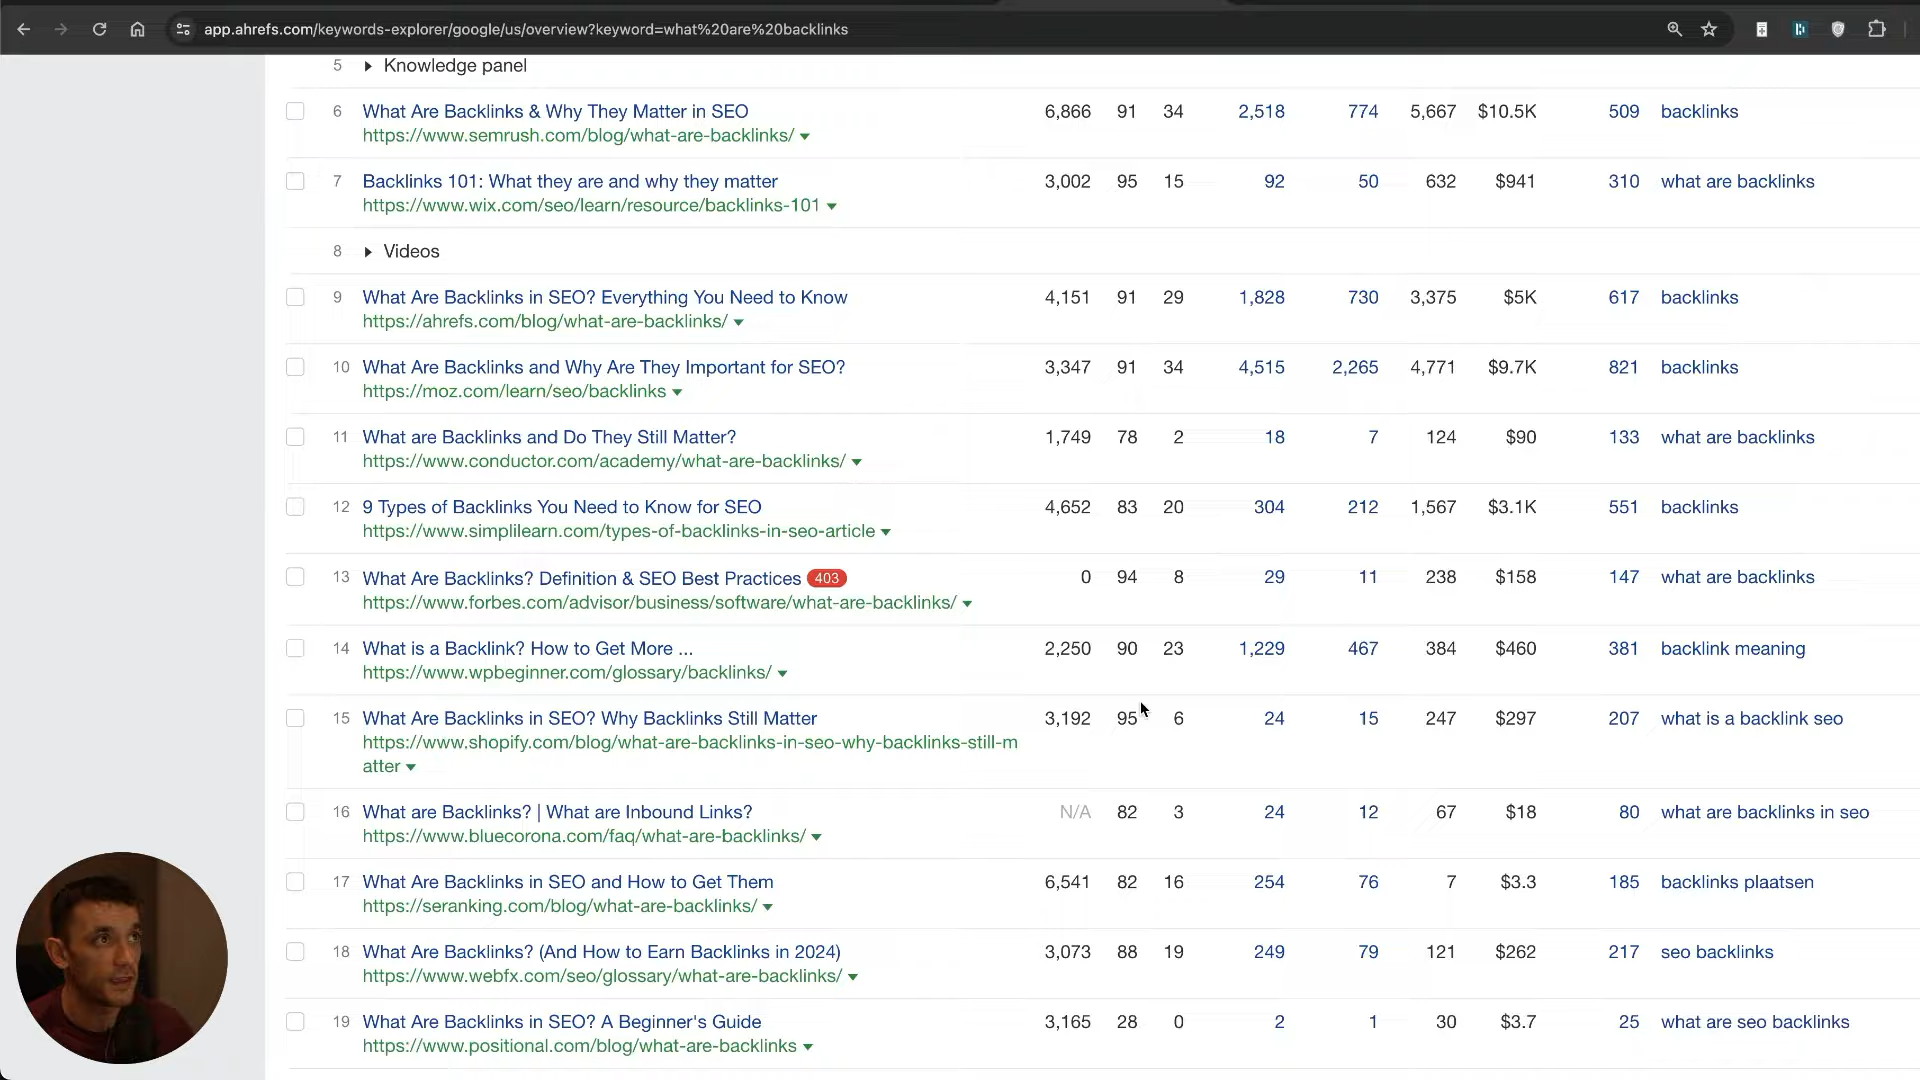 app.ahrefs.com/keywords-explorer/google/us/overview?keyword=what%20are%20backlinks
5 Knowledge panel
6 What Are Backlinks & Why They Matter in SEO 6,866 91 34 2,518 774 5,667 $10.5K 509 backlinks
https://www.semrush.com/blog/what-are-backlinks/
7 Backlinks 101: What they are and why they matter 3,002 95 15 92 50 632 $941 310 what are backlinks
https://www.wix.com/seo/learn/resource/backlinks-101
8 Videos
9 What Are Backlinks in SEO? Everything You Need to Know 4,151 91 29 1,828 730 3,375 $5K 617 backlinks
https://ahrefs.com/blog/what-are-backlinks/
10 What Are Backlinks and Why Are They Important for SEO? 3,347 91 34 4,515 2,265 4,771 $9.7K 821 backlinks
https://moz.com/learn/seo/backlinks
11 What are Backlinks and Do They Still Matter? 1,749 78 2 18 7 124 $90 133 what are backlinks
https://www.conductor.com/academy/what-are-backlinks/
12 9 Types of Backlinks You Need to Know for SEO 4,652 83 20 304 212 1,567 $3.1K 551 backlinks
https://www.simplilearn.com/types-of-backlinks-in-seo-article
13 What Are Backlinks? Definition & SEO Best Practices 403 0 94 8 29 11 238 $158 147 what are backlinks
https://www.forbes.com/advisor/business/software/what-are-backlinks/
14 What is a Backlink? How to Get More ... 2,250 90 23 1,229 467 384 $460 381 backlink meaning
https://www.wpbeginner.com/glossary/backlinks/
15 What Are Backlinks in SEO? Why Backlinks Still Matter 3,192 95 6 24 15 247 $297 207 what is a backlink seo
https://www.shopify.com/blog/what-are-backlinks-in-seo-why-backlinks-still-m
atter
16 What are Backlinks? | What are Inbound Links? N/A 82 3 24 12 67 $18 80 what are backlinks in seo
https://www.bluecorona.com/faq/what-are-backlinks/
17 What Are Backlinks in SEO and How to Get Them 6,541 82 16 254 76 7 $3.3 185 backlinks plaatsen
https://seranking.com/blog/what-are-backlinks/
18 What Are Backlinks? (And How to Earn Backlinks in 2024) 3,073 88 19 249 79 121 $262 217 seo backlinks
https://www.webfx.com/seo/glossary/what-are-backlinks/
19 What Are Backlinks in SEO? A Beginner's Guide 3,165 28 0 2 1 30 $3.7 25 what are seo backlinks
https://www.positional.com/blog/what-are-backlinks